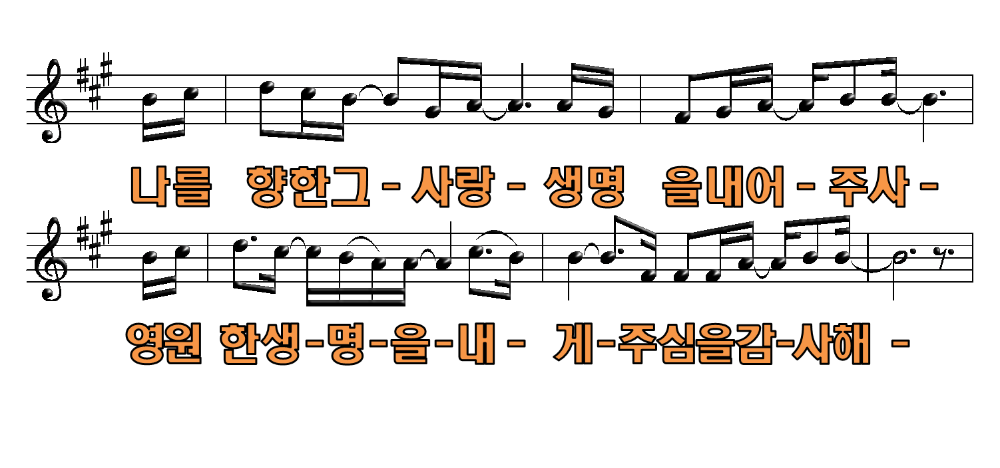 나를 향한그 - 사랑 - 생명 을내어 - 주사 -
영원 한생-명-을-내 - 게-주심을감-사해 -